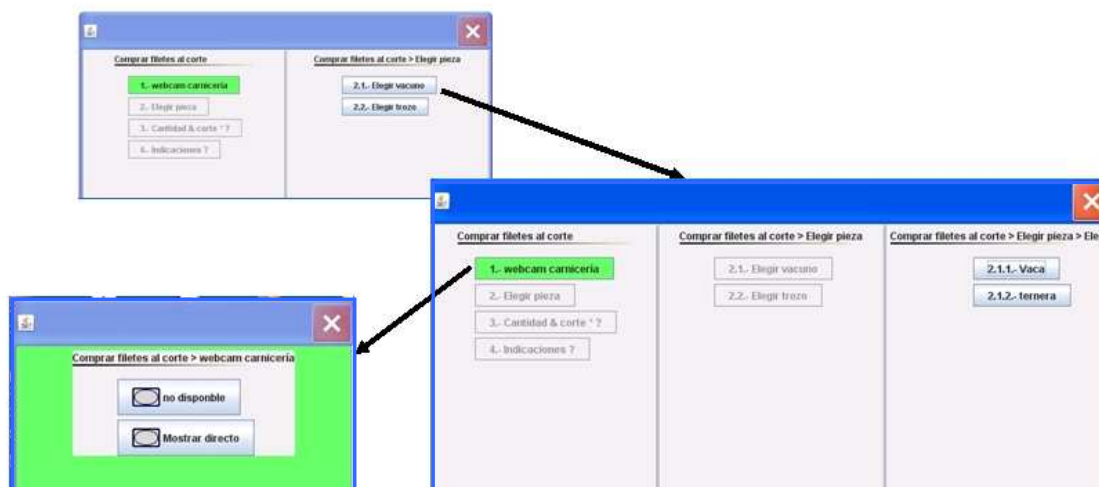 Comprar filetes al corte
1.- webcam carnicería
2.- Elegir pieza
3.- Cantidad & corte * ?
4.- Indicaciones ?
Comprar filetes al corte > Elegir pieza
2.1.- Elegir vacuno
2.2.- Elegir trozo
Comprar filetes al corte
1.- webcam carnicería
2.- Elegir pieza
3.- Cantidad & corte * ?
4.- Indicaciones ?
Comprar filetes al corte > Elegir pieza
2.1.- Elegir vacuno
2.2.- Elegir trozo
Comprar filetes al corte > Elegir pieza > Ele
2.1.1.- Vaca
2.1.2.- ternera
Comprar filetes al corte > webcam carnicería
no disponble
Mostrar directo